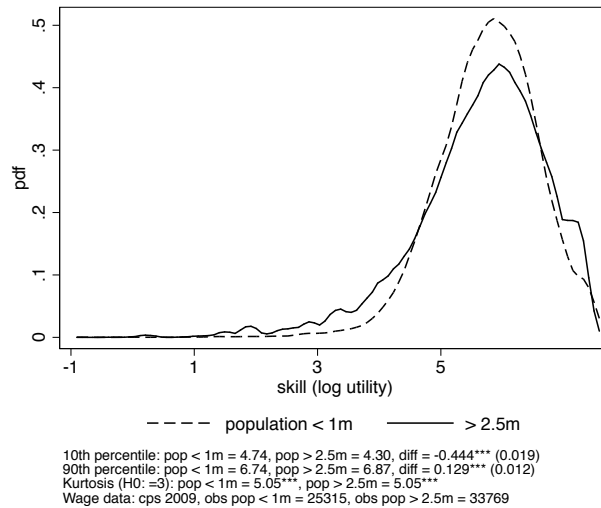 pdf
.5
.4
.3
.2
.1
0
-1 1 3 5
skill (log utility)
population < 1m > 2.5m
10th percentile: pop < 1m = 4.74, pop > 2.5m = 4.30, diff = -0.444*** (0.019)
90th percentile: pop < 1m = 6.74, pop > 2.5m = 6.87, diff = 0.129*** (0.012)
Kurtosis (H0: =3): pop < 1m = 5.05***, pop > 2.5m = 5.05***
Wage data: cps 2009, obs pop < 1m = 25315, obs pop > 2.5m = 33769